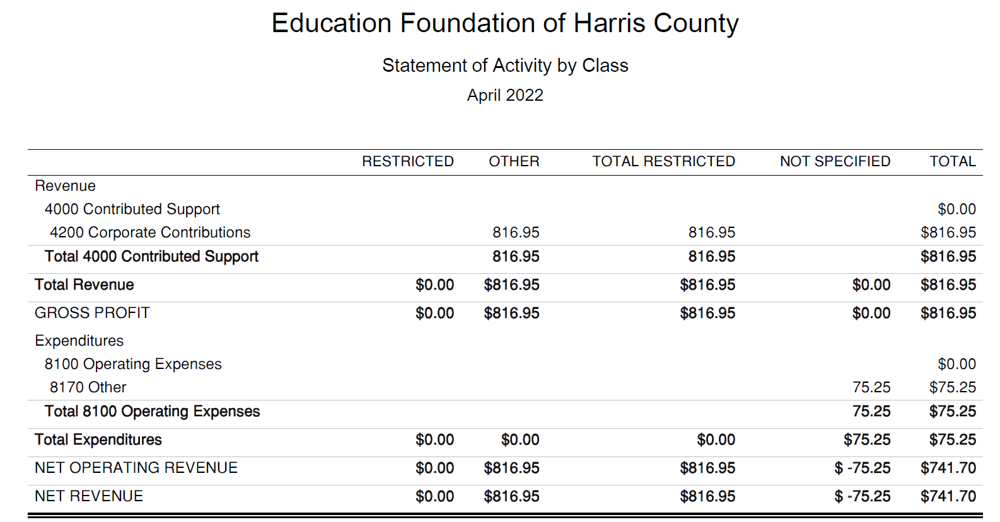 Education Foundation of Harris County
Statement of Activity by Class
April 2022
RESTRICTED OTHER TOTAL RESTRICTED NOT SPECIFIED TOTAL
Revenue
4000 Contributed Support $0.00
4200 Corporate Contributions 816.95 816.95 $816.95
Total 4000 Contributed Support 816.95 816.95 $816.95
Total Revenue $0.00 $816.95 $816.95 $0.00 $816.95
GROSS PROFIT $0.00 $816.95 $816.95 $0.00 $816.95
Expenditures
8100 Operating Expenses $0.00
8170 Other 75.25 $75.25
Total 8100 Operating Expenses 75.25 $75.25
Total Expenditures $0.00 $0.00 $0.00 $75.25 $75.25
NET OPERATING REVENUE $0.00 $816.95 $816.95 $ -75.25 $741.70
NET REVENUE $0.00 $816.95 $816.95 $ -75.25 $741.70